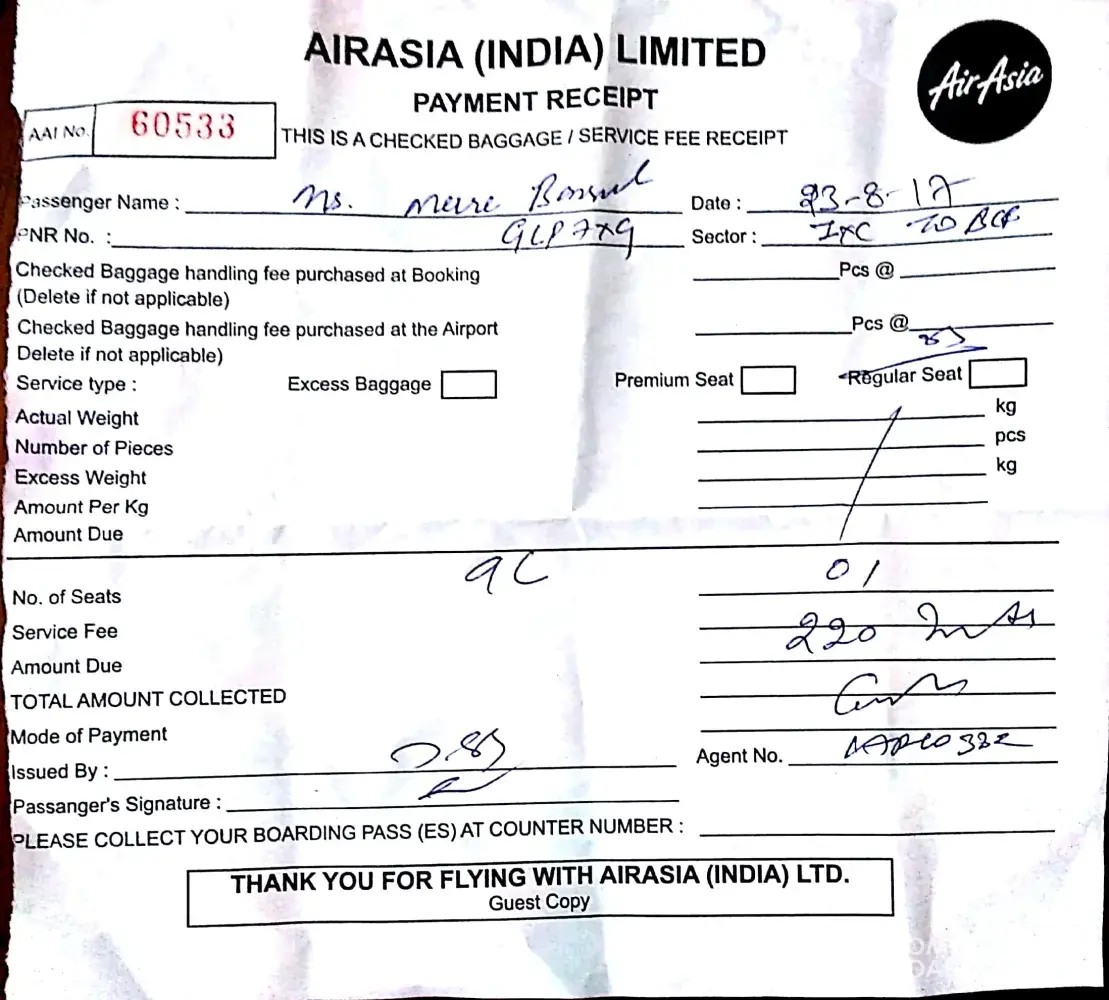 AIRASIA (INDIA) LIMITED
AirAsia
PAYMENT RECEIPT
AAI No. 60533
THIS IS A CHECKED BAGGAGE / SERVICE FEE RECEIPT
Passenger Name : Ms. Date : 23-8-17
PNR No. : Sector : IXC TO
Checked Baggage handling fee purchased at Booking Pcs @
(Delete if not applicable)
Checked Baggage handling fee purchased at the Airport Pcs @
Delete if not applicable)
Service type : Excess Baggage Premium Seat Regular Seat
Actual Weight kg
Number of Pieces pcs
Excess Weight kg
Amount Per Kg
Amount Due
9C 01
No. of Seats
Service Fee 220
Amount Due
TOTAL AMOUNT COLLECTED
Mode of Payment
Issued By : Agent No.
Passanger's Signature :
PLEASE COLLECT YOUR BOARDING PASS (ES) AT COUNTER NUMBER :
THANK YOU FOR FLYING WITH AIRASIA (INDIA) LTD.
Guest Copy